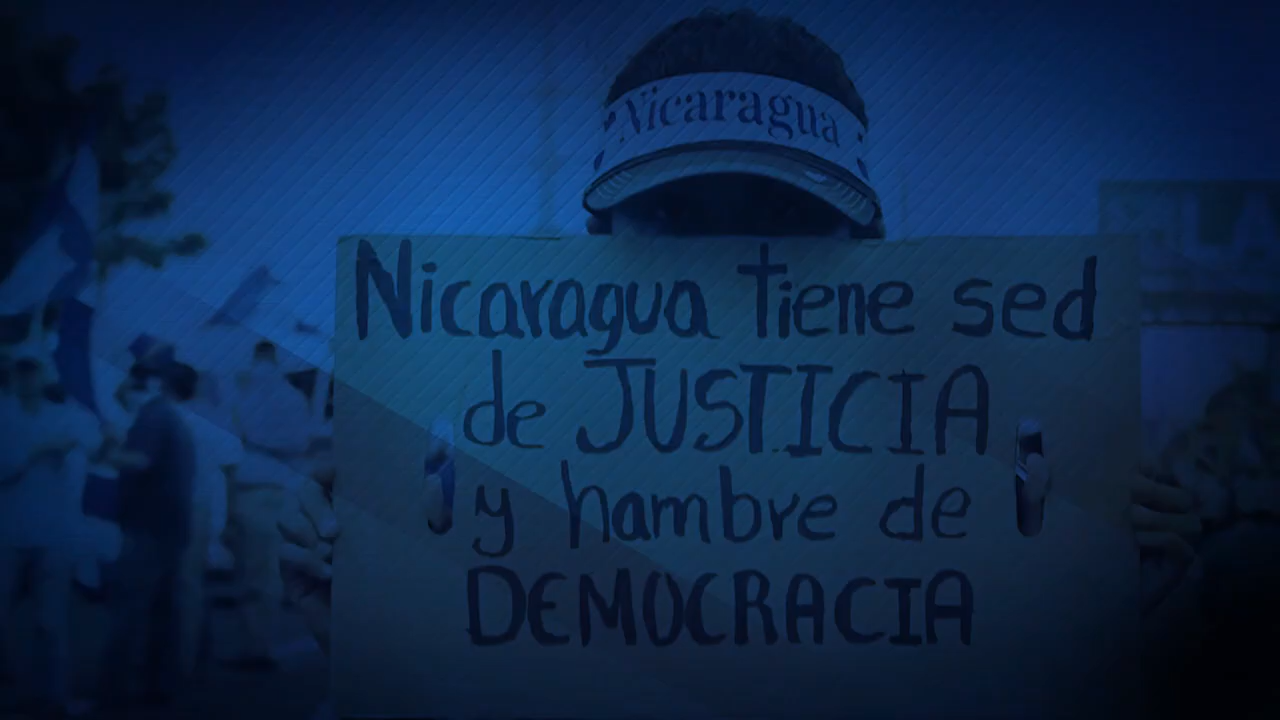 Nicaragua
Nicaragua tiene sed
de JUSTICIA
y hambre de
DEMOCRACIA